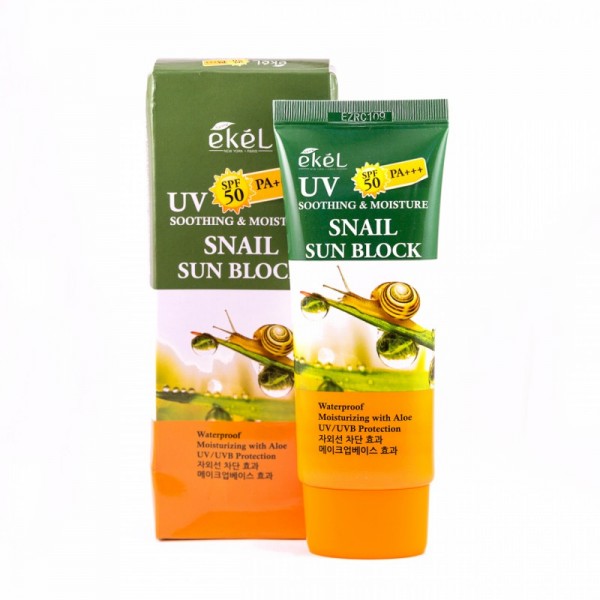 ekēL
UV SPF 50 PA+
SOOTHING & MOIST
SNAIL
SUN BLOCK
Waterproof
Moisturizing with Aloe
UV/UVB Protection
자외선 차단 효과
메이크업베이스 효과
EZRC109
ekēL
UV SPF 50 PA+++
SOOTHING & MOISTURE
SNAIL
SUN BLOCK
Waterproof
Moisturizing with Aloe
UV/UVB Protection
자외선 차단 효과
메이크업베이스 효과